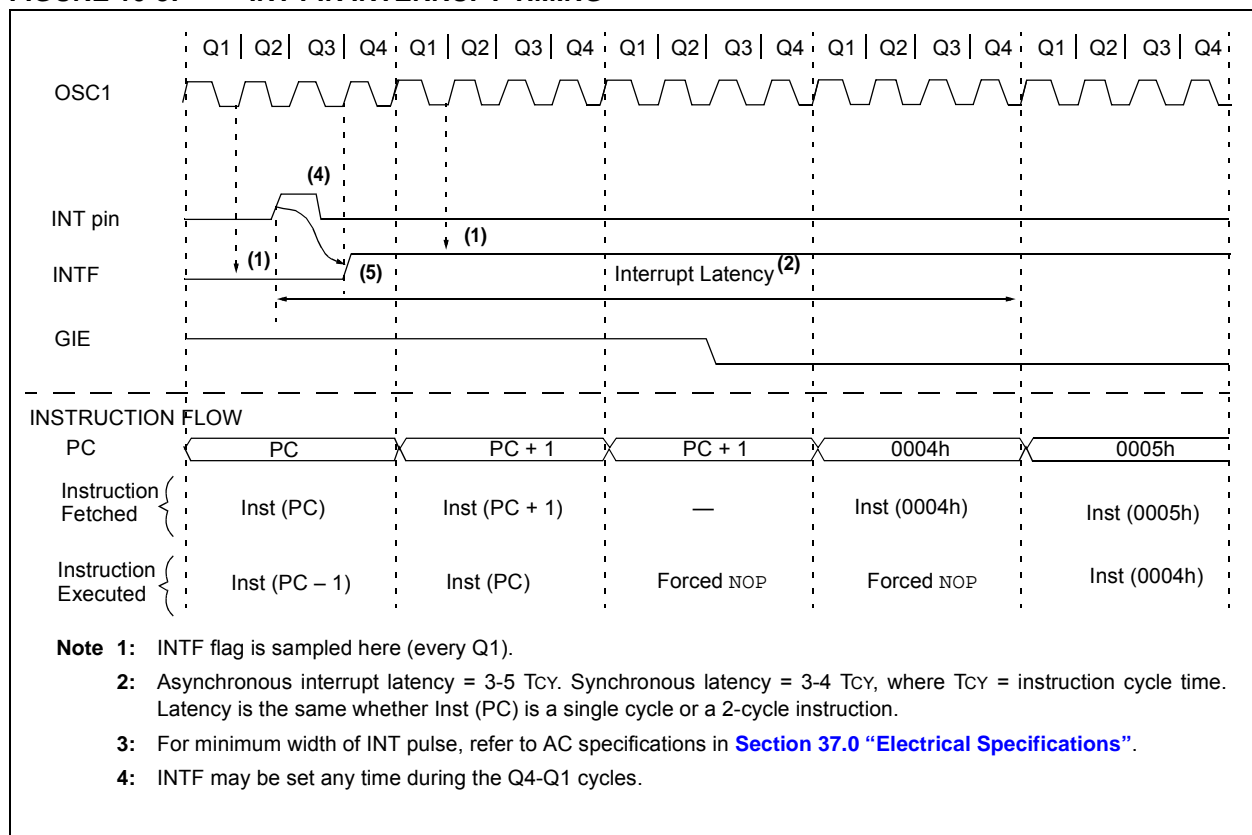 Q1 Q2 Q3 Q4 Q1 Q2 Q3 Q4 Q1 Q2 Q3 Q4 Q1 Q2 Q3 Q4 Q1 Q2 Q3 Q4
OSC1
(4)
INT pin
(1)
(1)
INTF
(5)
Interrupt Latency (2)
GIE
INSTRUCTION FLOW
PC PC PC + 1 PC + 1 0004h 0005h
Instruction
Fetched
Inst (PC) Inst (PC + 1) — Inst (0004h) Inst (0005h)
Instruction
Executed
Inst (PC – 1) Inst (PC) Forced NOP Forced NOP Inst (0004h)
Note 1: INTF flag is sampled here (every Q1).
2: Asynchronous interrupt latency = 3-5 TCY. Synchronous latency = 3-4 TCY, where TCY = instruction cycle time.
Latency is the same whether Inst (PC) is a single cycle or a 2-cycle instruction.
3: For minimum width of INT pulse, refer to AC specifications in Section 37.0 “Electrical Specifications”.
4: INTF may be set any time during the Q4-Q1 cycles.